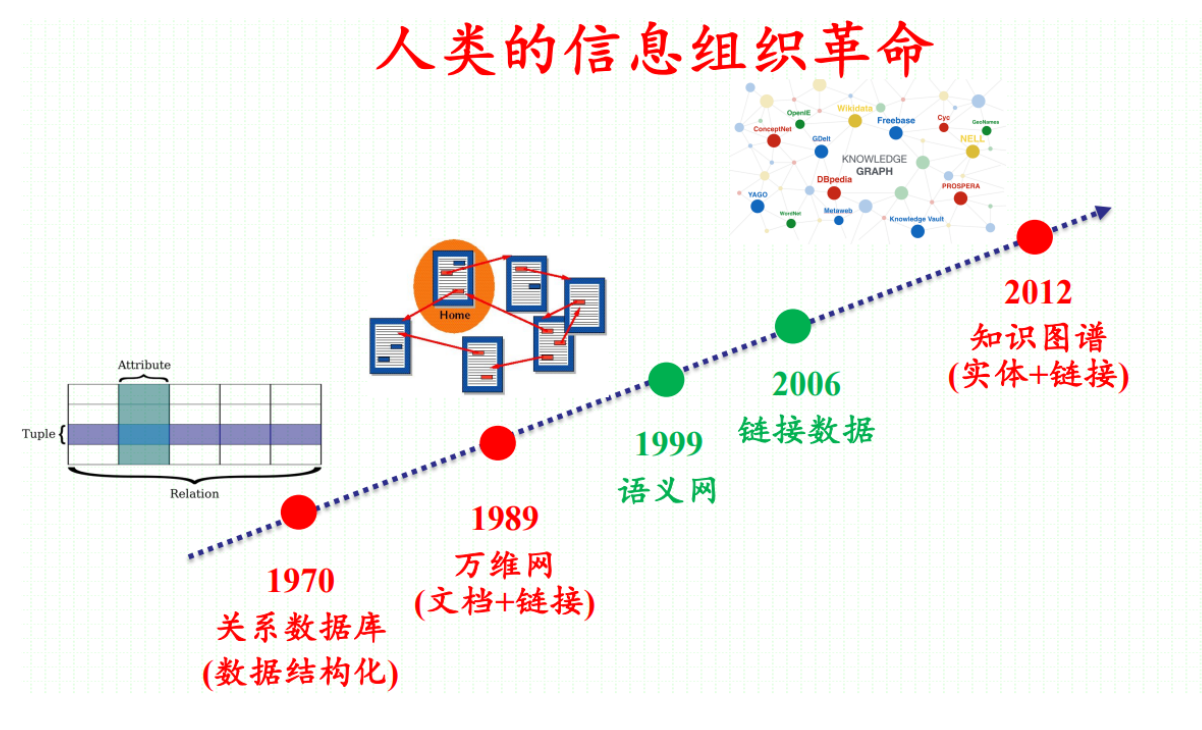 人类的信息组织革命
OpenIE
Wikidata
Freebase
Cyc
GeoNames
ConceptNet
GDelt
NELL
KNOWLEDGE
GRAPH
DBpedia
PROSPERA
YAGO
WordNet
Metaweb
Knowledge Vault
Home
Attribute
Tuple
Relation
1970
关系数据库
(数据结构化)
1989
万维网
(文档+链接)
1999
语义网
2006
链接数据
2012
知识图谱
(实体+链接)